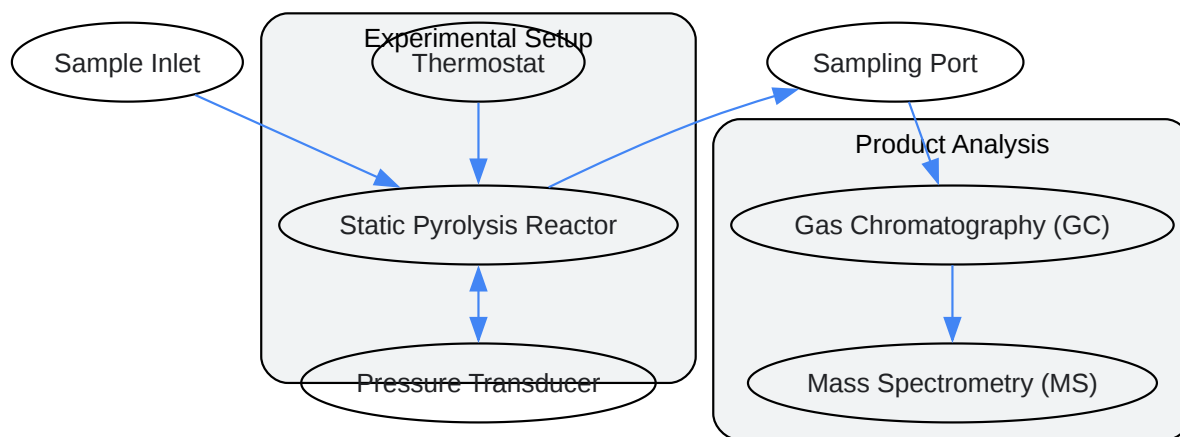 Experimental Setup
Sample Inlet
Thermostat
Sampling Port
Product Analysis
Static Pyrolysis Reactor
Gas Chromatography (GC)
Pressure Transducer
Mass Spectrometry (MS)